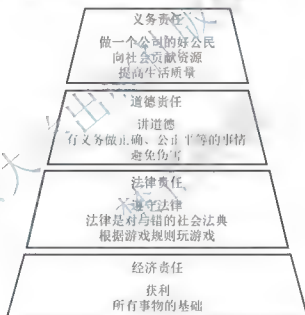 义务责任
做一个公司的好公民
向社会贡献资源
提高生活质量
道德责任
讲道德
有义务做正确、公正平等的事情
避免伤害
法律责任
遵守法律
法律是对与错的社会法典
根据游戏规则玩游戏
经济责任
获利
所有事物的基础